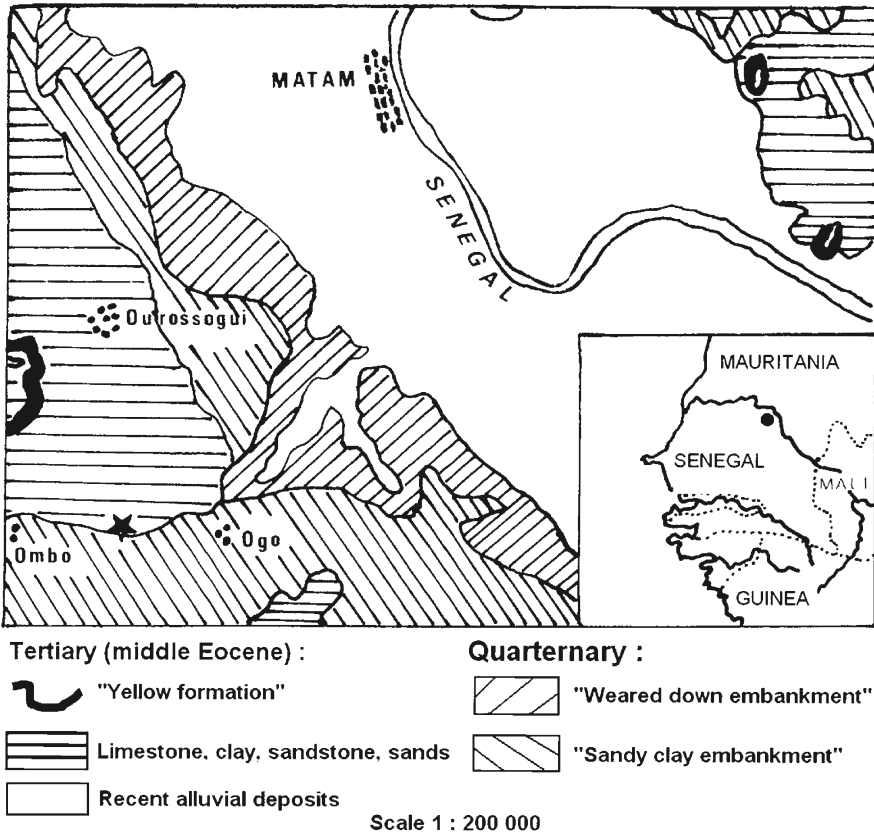 MATAM
SENEGAL
Ourossogui
Ombo
Ogo
MAURITANIA
SENEGAL
MALI
GUINEA
Tertiary (middle Eocene) :
"Yellow formation"
Limestone, clay, sandstone, sands
Recent alluvial deposits
Quarternary :
"Weared down embankment"
"Sandy clay embankment"
Scale 1 : 200 000